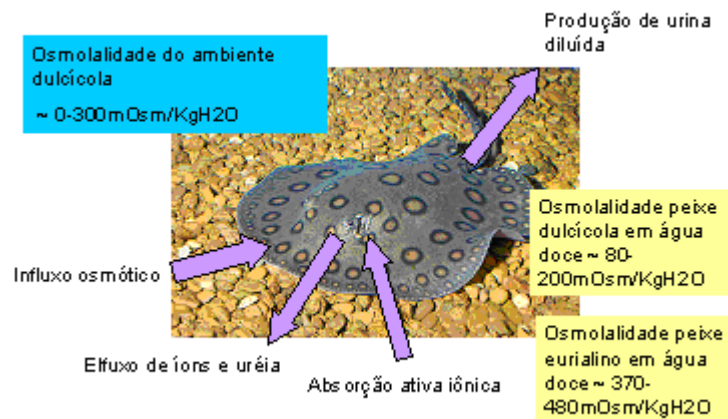 Produção de urina
diluída
Osmolalidade do ambiente
dulcícola
~ 0-300mOsm/KgH2O
Osmolalidade peixe
dulcícola em água
doce ~ 80-
200mOsm/KgH2O
Influxo osmótico
Elfuxo de íons e uréia
Absorção ativa iônica
Osmolalidade peixe
eurialino em água
doce ~ 370-
480mOsm/KgH2O